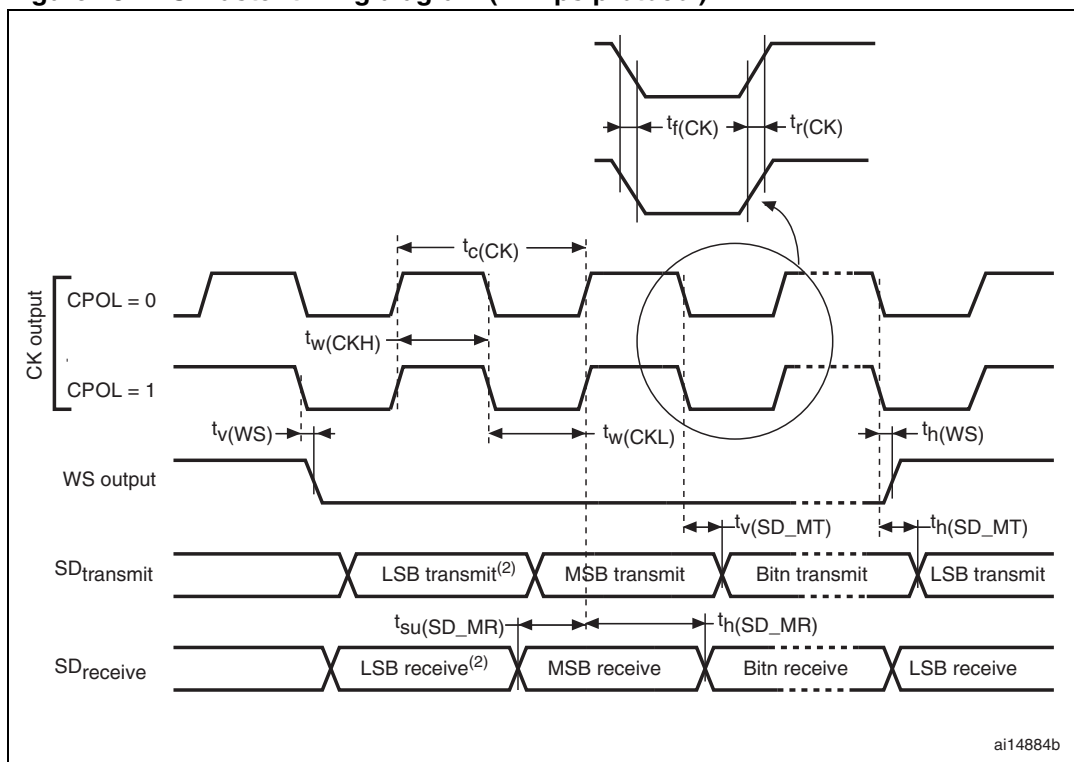 tf(CK)
tr(CK)
tc(CK)
CK output
CPOL = 0
tw(CKH)
CPOL = 1
tv(WS)
tw(CKL)
th(WS)
WS output
tv(SD_MT)
th(SD_MT)
SDtransmit
LSB transmit(2)
MSB transmit
Bitn transmit
LSB transmit
tsu(SD_MR)
th(SD_MR)
SDreceive
LSB receive(2)
MSB receive
Bitn receive
LSB receive
ai14884b